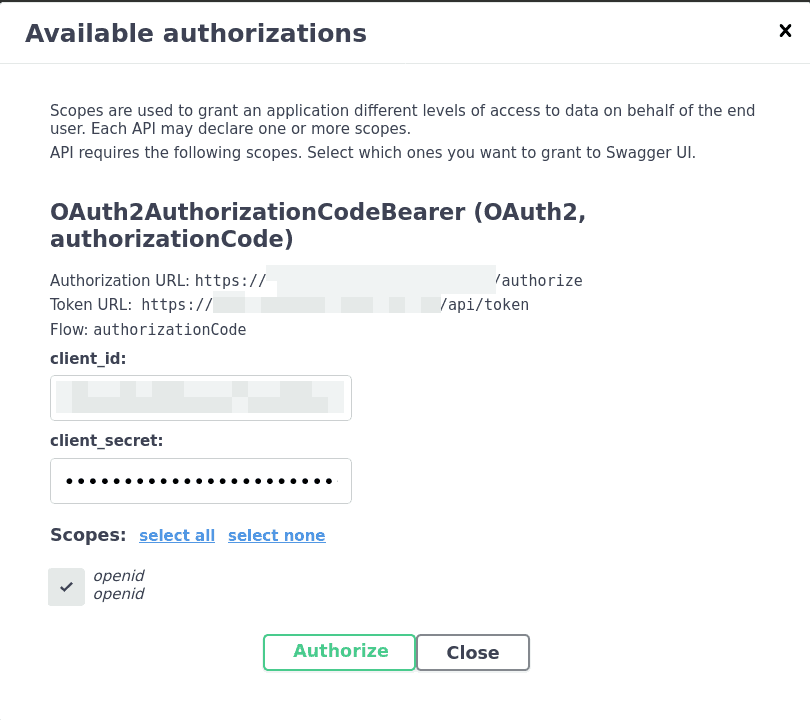 Available authorizations
Scopes are used to grant an application different levels of access to data on behalf of the end
user. Each API may declare one or more scopes.
API requires the following scopes. Select which ones you want to grant to Swagger UI.
OAuth2AuthorizationCodeBearer (OAuth2,
authorizationCode)
Authorization URL: https:// /authorize
Token URL: https:// /api/token
Flow: authorizationCode
client_id:
client_secret:
Scopes: select all select none
openid
openid
Authorize Close